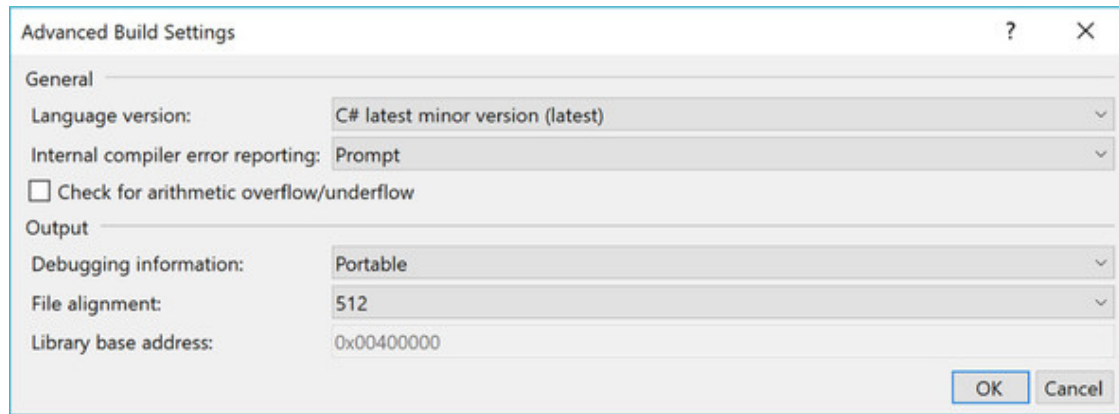 Advanced Build Settings ?
General
Language version: C# latest minor version (latest)
Internal compiler error reporting: Prompt
Check for arithmetic overflow/underflow
Output
Debugging information: Portable
File alignment: 512
Library base address: 0x00400000
OK Cancel